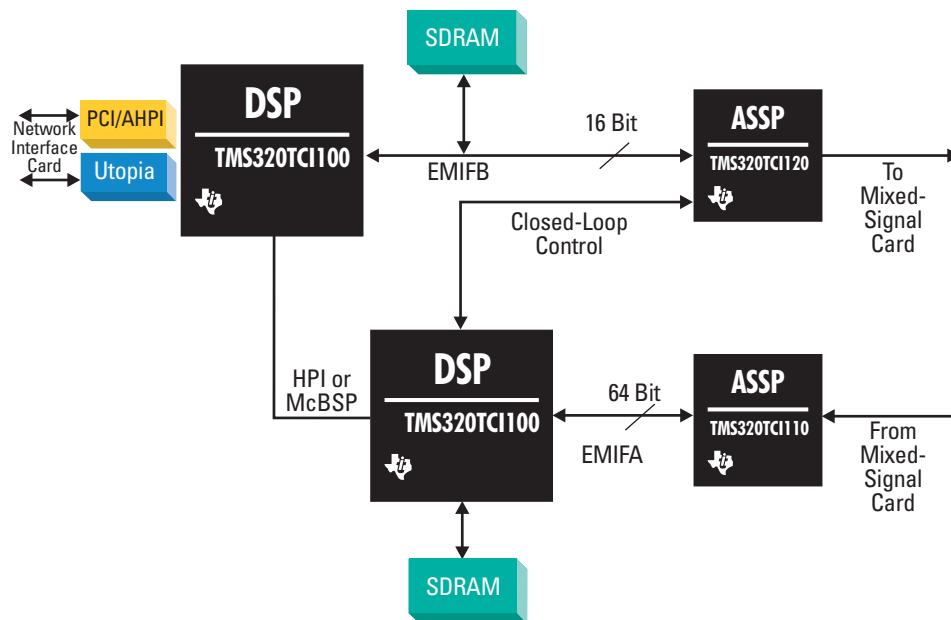 SDRAM
DSP
TMS320TCI100
PCI/AHPI
Utopia
Network
Interface
Card
EMIFB
16 Bit
ASSP
TMS320TCI120
To
Mixed-
Signal
Card
Closed-Loop
Control
HPI or
McBSP
DSP
TMS320TCI100
64 Bit
EMIFA
ASSP
TMS320TCI110
From
Mixed-
Signal
Card
SDRAM